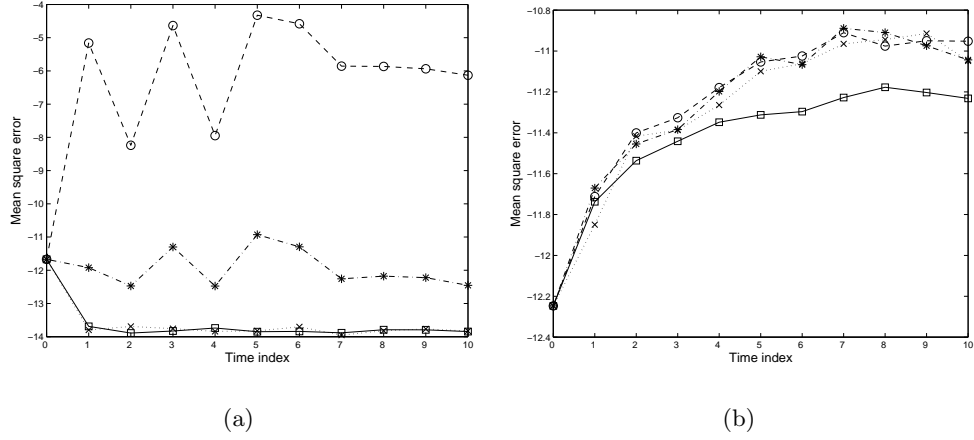 −4
−5
−6
−7
−8
−9
−10
−11
−12
−13
−14
0 1 2 3 4 5 6 7 8 9 10
Time index
Mean square error
(a)
−10.8
−11
−11.2
−11.4
−11.6
−11.8
−12
−12.2
−12.4
0 1 2 3 4 5 6 7 8 9 10
Time index
Mean square error
(b)